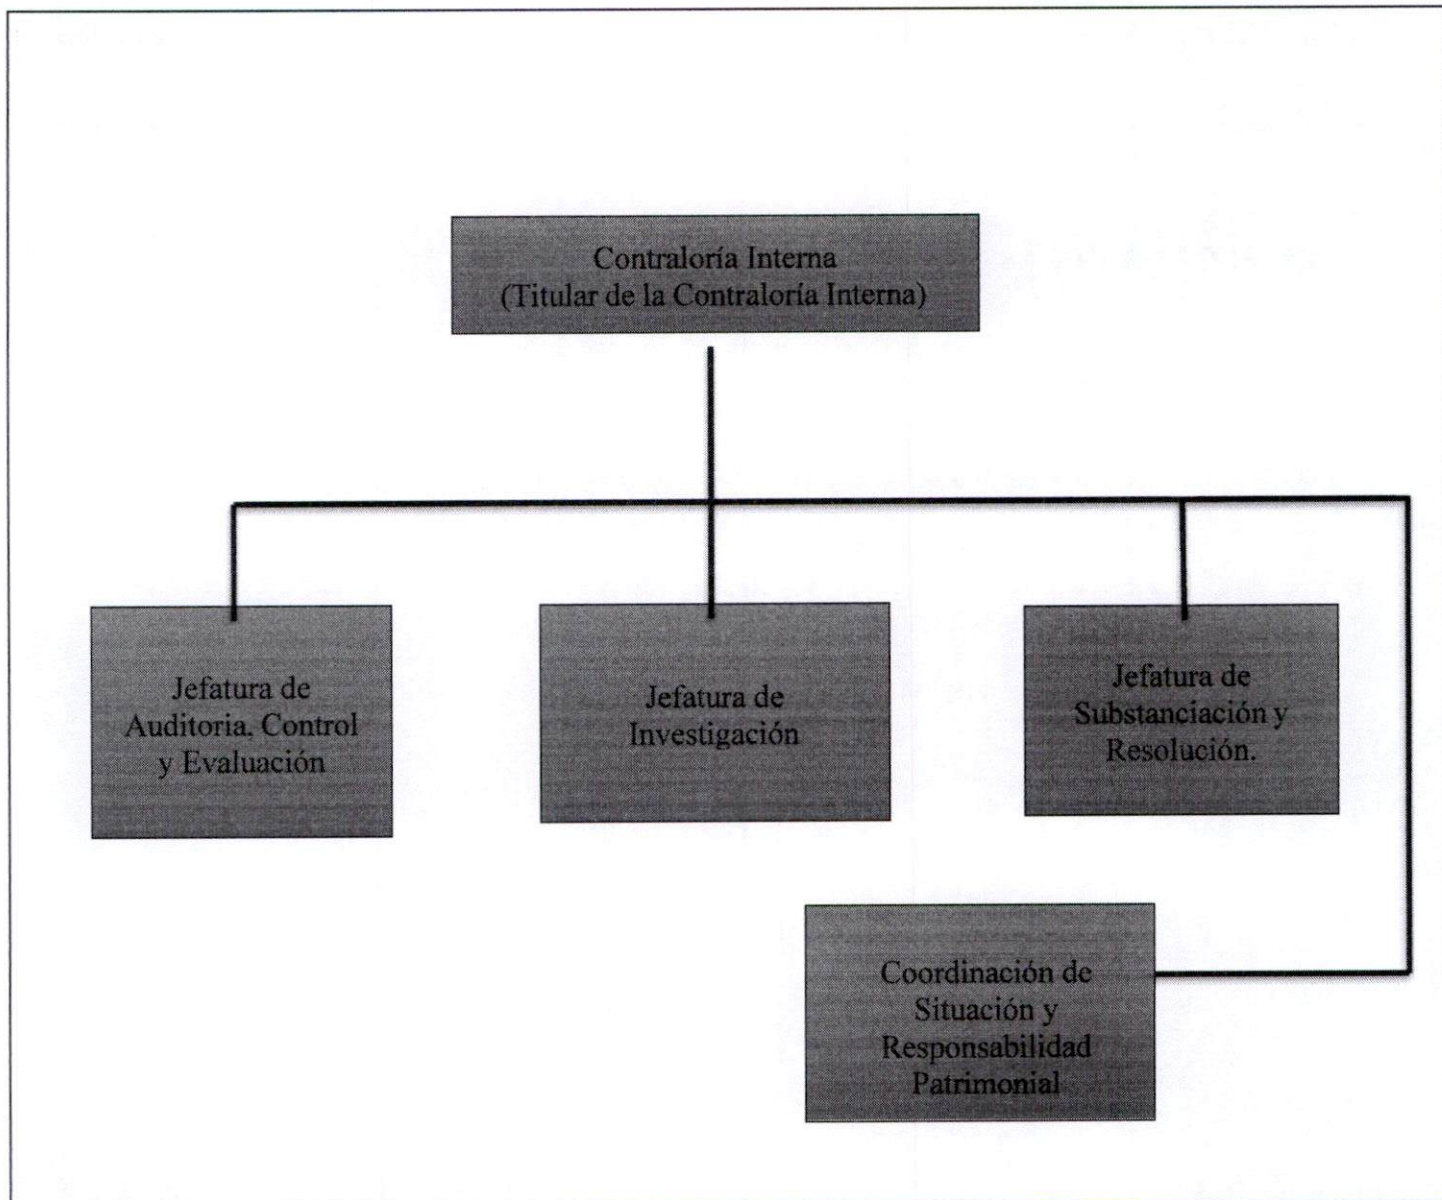 Contraloría Interna
(Titular de la Contraloría Interna)
Jefatura de
Auditoria, Control
y Evaluación
Jefatura de
Investigación
Jefatura de
Substanciación y
Resolución.
Coordinación de
Situación y
Responsabilidad
Patrimonial